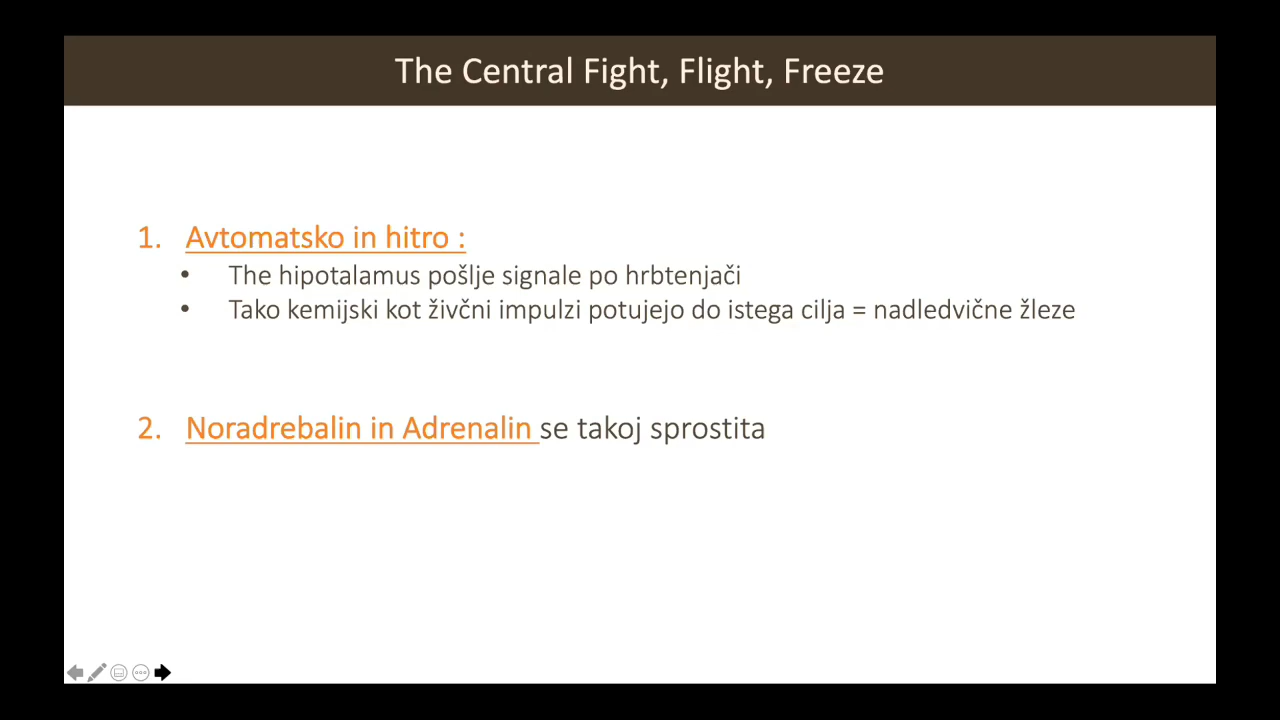 The Central Fight, Flight, Freeze
1. Avtomatsko in hitro :
• The hipotalamus pošlje signale po hrbtenjači
• Tako kemijski kot živčni impulzi potujejo do istega cilja = nadledvične žleze
2. Noradrebalin in Adrenalin se takoj sprostita